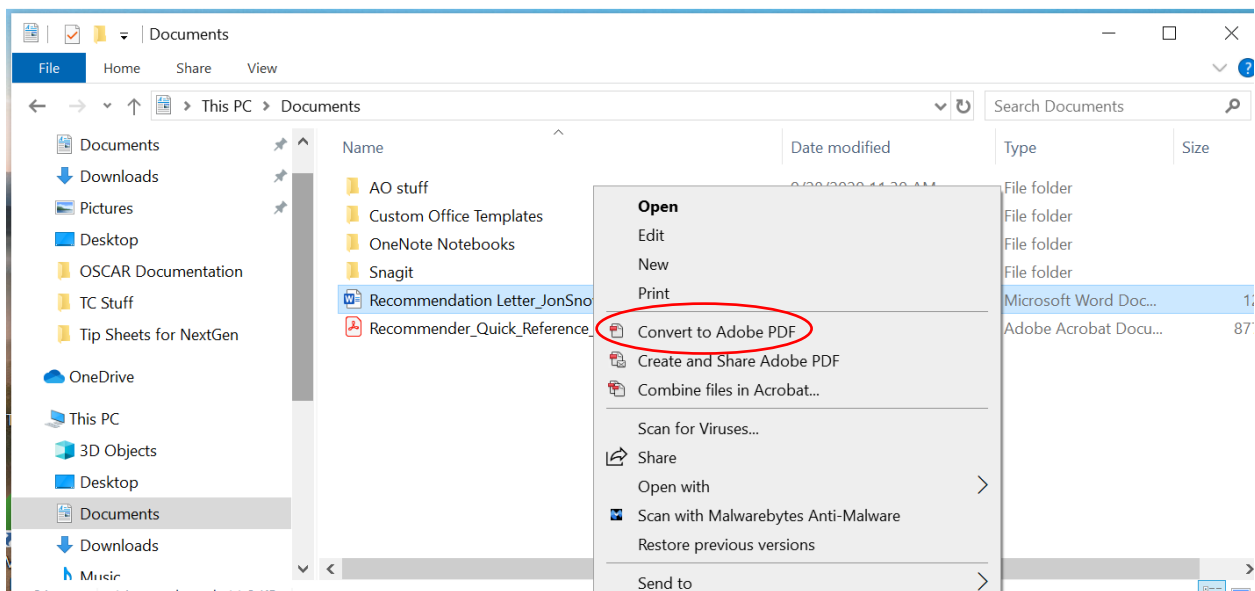 Documents
File Home Share View
This PC > Documents
Search Documents
Name Date modified Type Size
Documents
Downloads
Pictures
Desktop
OSCAR Documentation
TC Stuff
Tip Sheets for NextGen
OneDrive
This PC
3D Objects
Desktop
Documents
Downloads
Music
AO stuff File folder
Custom Office Templates File folder
OneNote Notebooks File folder
Snagit File folder
Recommendation Letter_JonSno Microsoft Word Doc... 12
Recommender_Quick_Reference_ Adobe Acrobat Docu... 877
Open
Edit
New
Print
Convert to Adobe PDF
Create and Share Adobe PDF
Combine files in Acrobat...
Scan for Viruses...
Share
Open with
Scan with Malwarebytes Anti-Malware
Restore previous versions
Send to